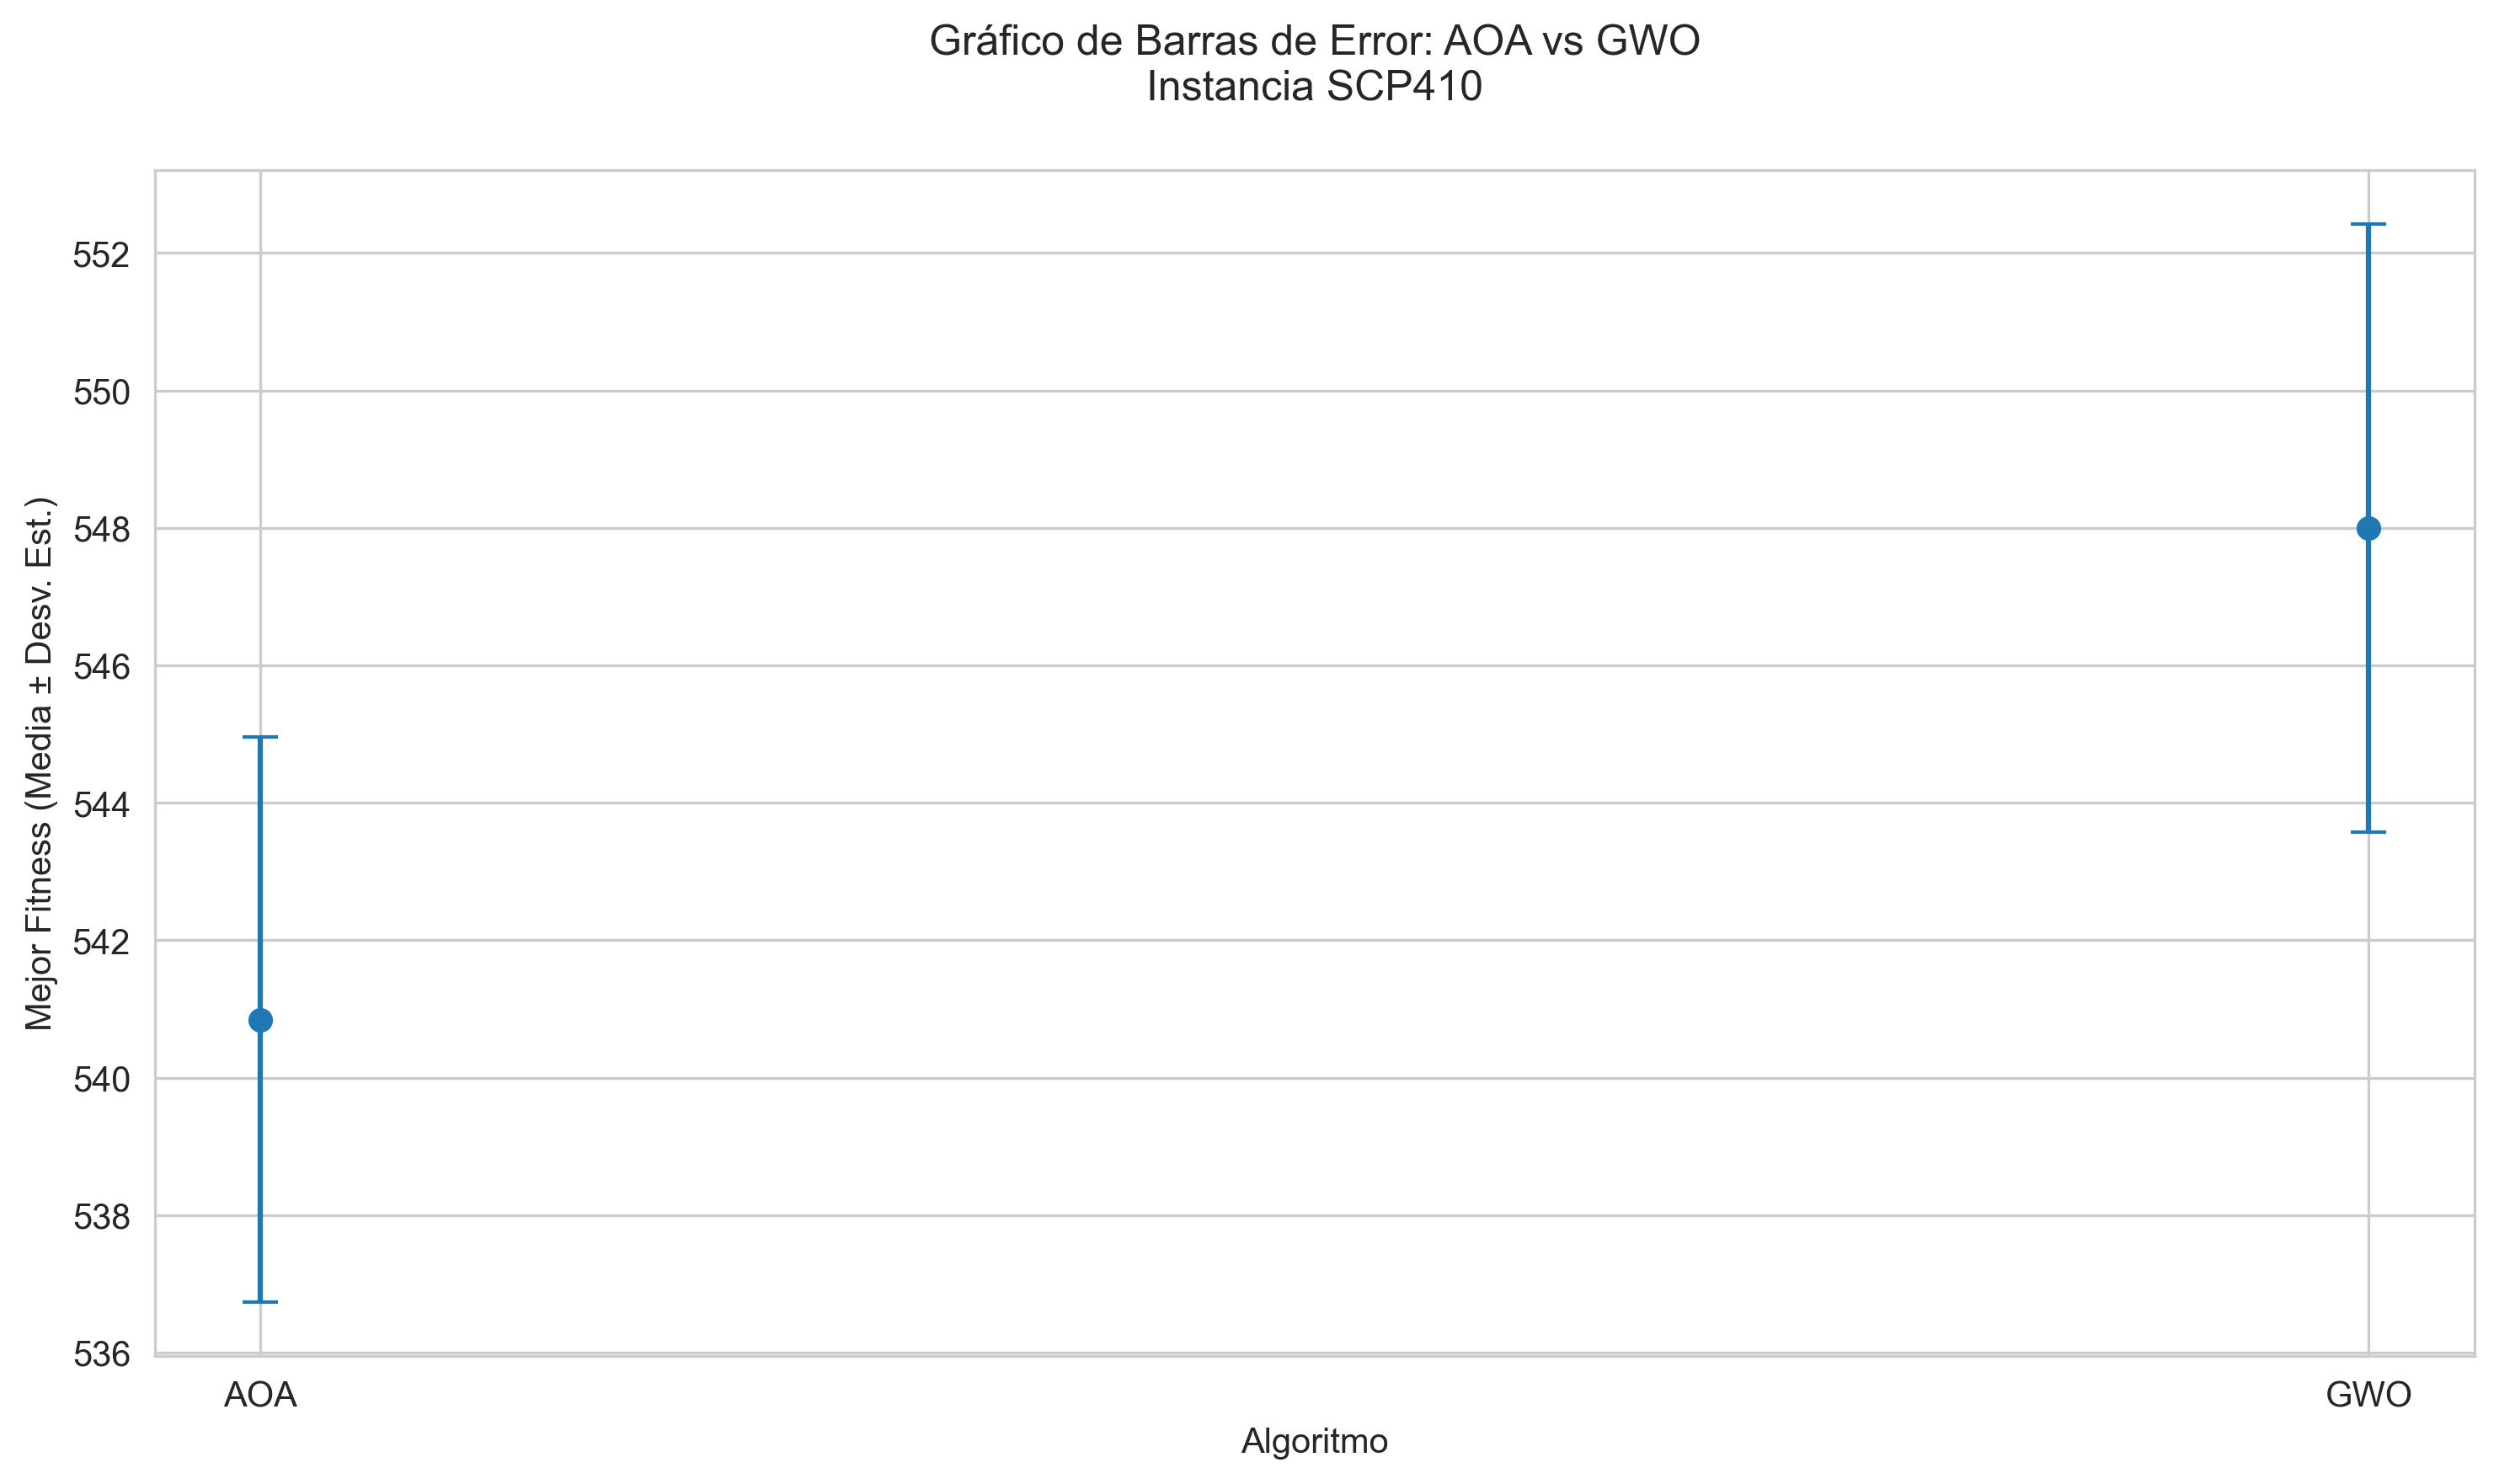 Gráfico de Barras de Error: AOA vs GWO
Instancia SCP410
Mejor Fitness (Media ± Desv. Est.)
552
550
548
546
544
542
540
538
536
AOA
GWO
Algoritmo